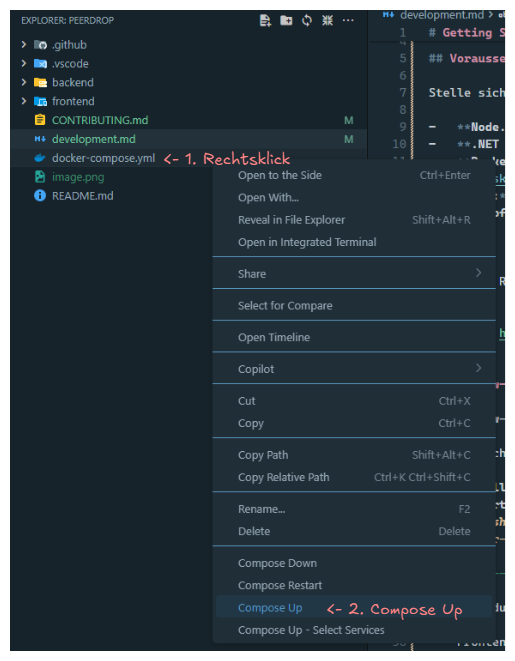 EXPLORER: PEERDROP
.github
.vscode
backend
frontend
CONTRIBUTING.md M
development.md M
docker-compose.yml <- 1. Rechtsklick
image.png
README.md
Open to the Side Ctrl+Enter
Open With...
Reveal in File Explorer Shift+Alt+R
Open in Integrated Terminal
Share
Select for Compare
Open Timeline
Copilot
Cut Ctrl+X
Copy Ctrl+C
Copy Path Shift+Alt+C
Copy Relative Path Ctrl+K Ctrl+Shift+C
Rename... F2
Delete Delete
Compose Down
Compose Restart
Compose Up <- 2. Compose Up
Compose Up - Select Services
development.md >
1 # Getting S
4
5 ## Vorausse
6
7 Stelle sich
8
9 - **Node.
10 - **.NET